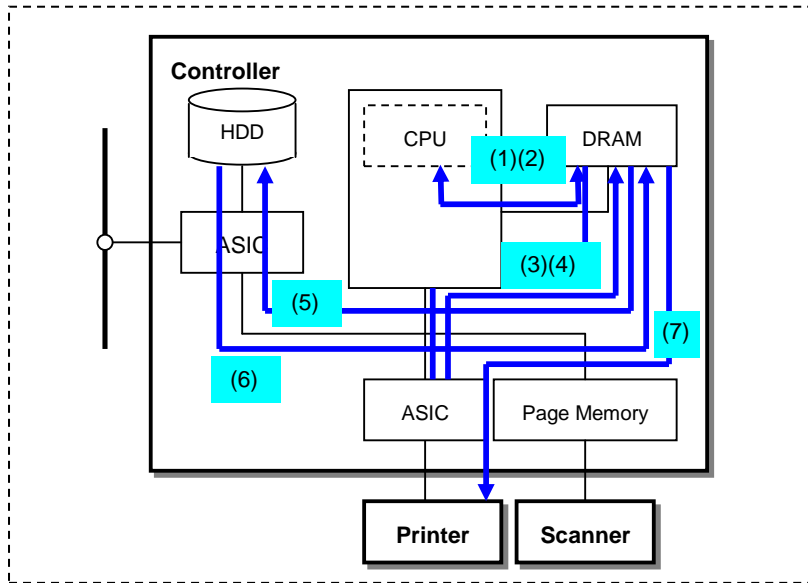 Controller
HDD
CPU
DRAM
(1)(2)
ASIC
(3)(4)
(5)
(7)
(6)
ASIC
Page Memory
Printer
Scanner